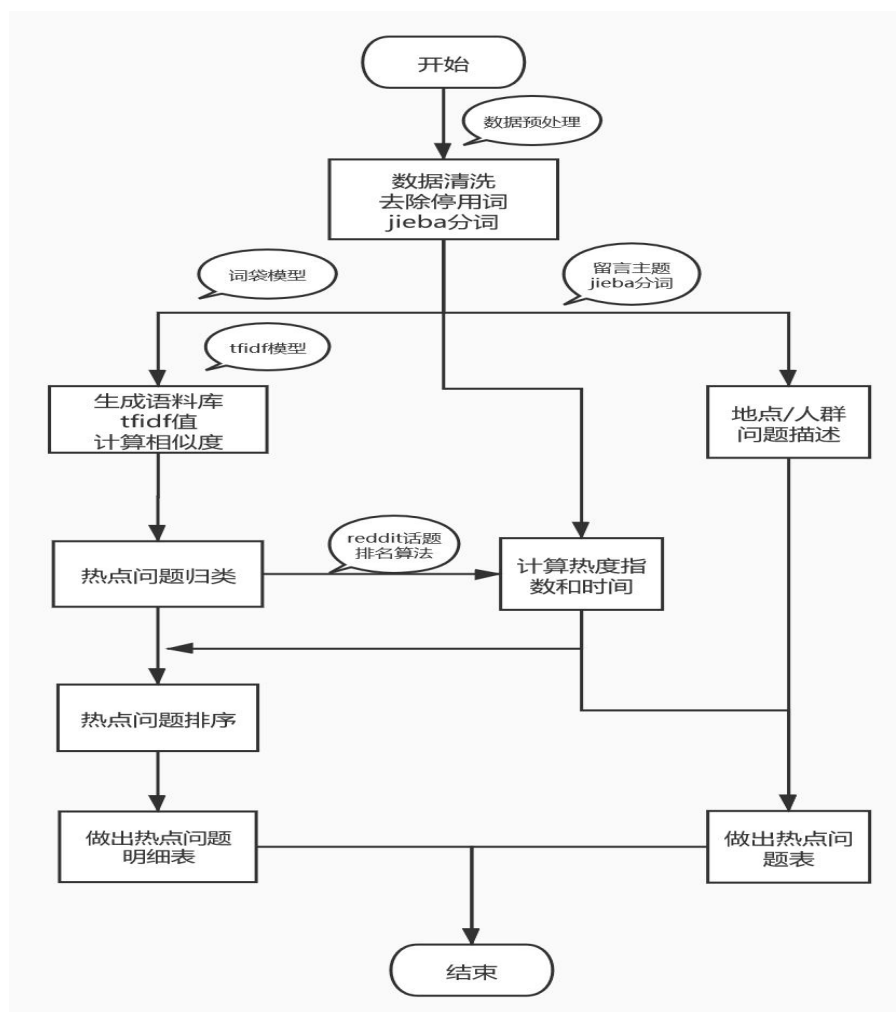 开始
数据预处理
数据清洗
去除停用词
jieba分词
词袋模型
留言主题
jieba分词
tfidf模型
生成语料库
tfidf值
计算相似度
地点/人群
问题描述
reddit话题
排名算法
热点问题归类
计算热度指
数和时间
热点问题排序
做出热点问题
明细表
做出热点问
题表
结束